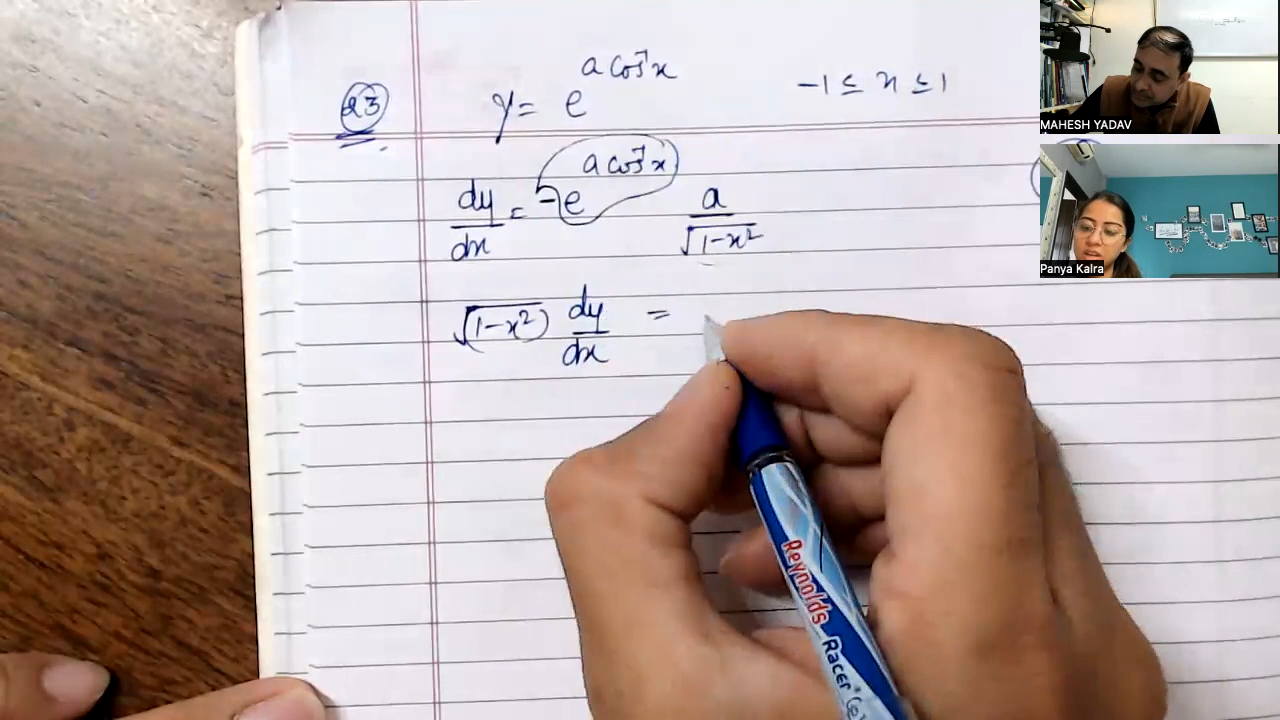 23 y = e^{a cos⁻¹x} -1 ≤ x ≤ 1
dy/dx = -e^{a cos⁻¹x} a/√(1-x²)
√(1-x²) dy/dx =
MAHESH YADAV
Panya Kalra
Reynolds Racer